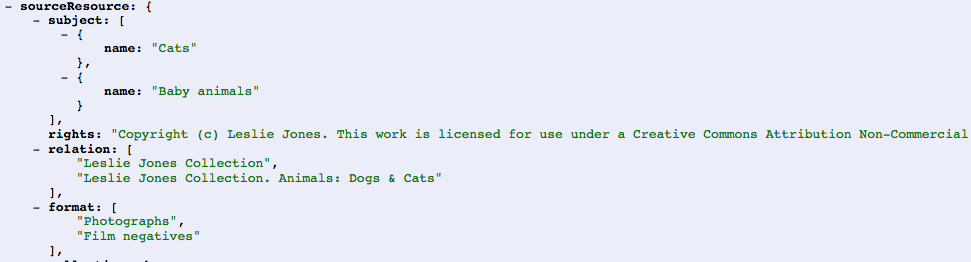 - sourceResource: {
- subject: [
- {
name: "Cats"
},
- {
name: "Baby animals"
}
],
rights: "Copyright (c) Leslie Jones. This work is licensed for use under a Creative Commons Attribution Non-Commercial
- relation: [
"Leslie Jones Collection",
"Leslie Jones Collection. Animals: Dogs & Cats"
],
- format: [
"Photographs",
"Film negatives"
],